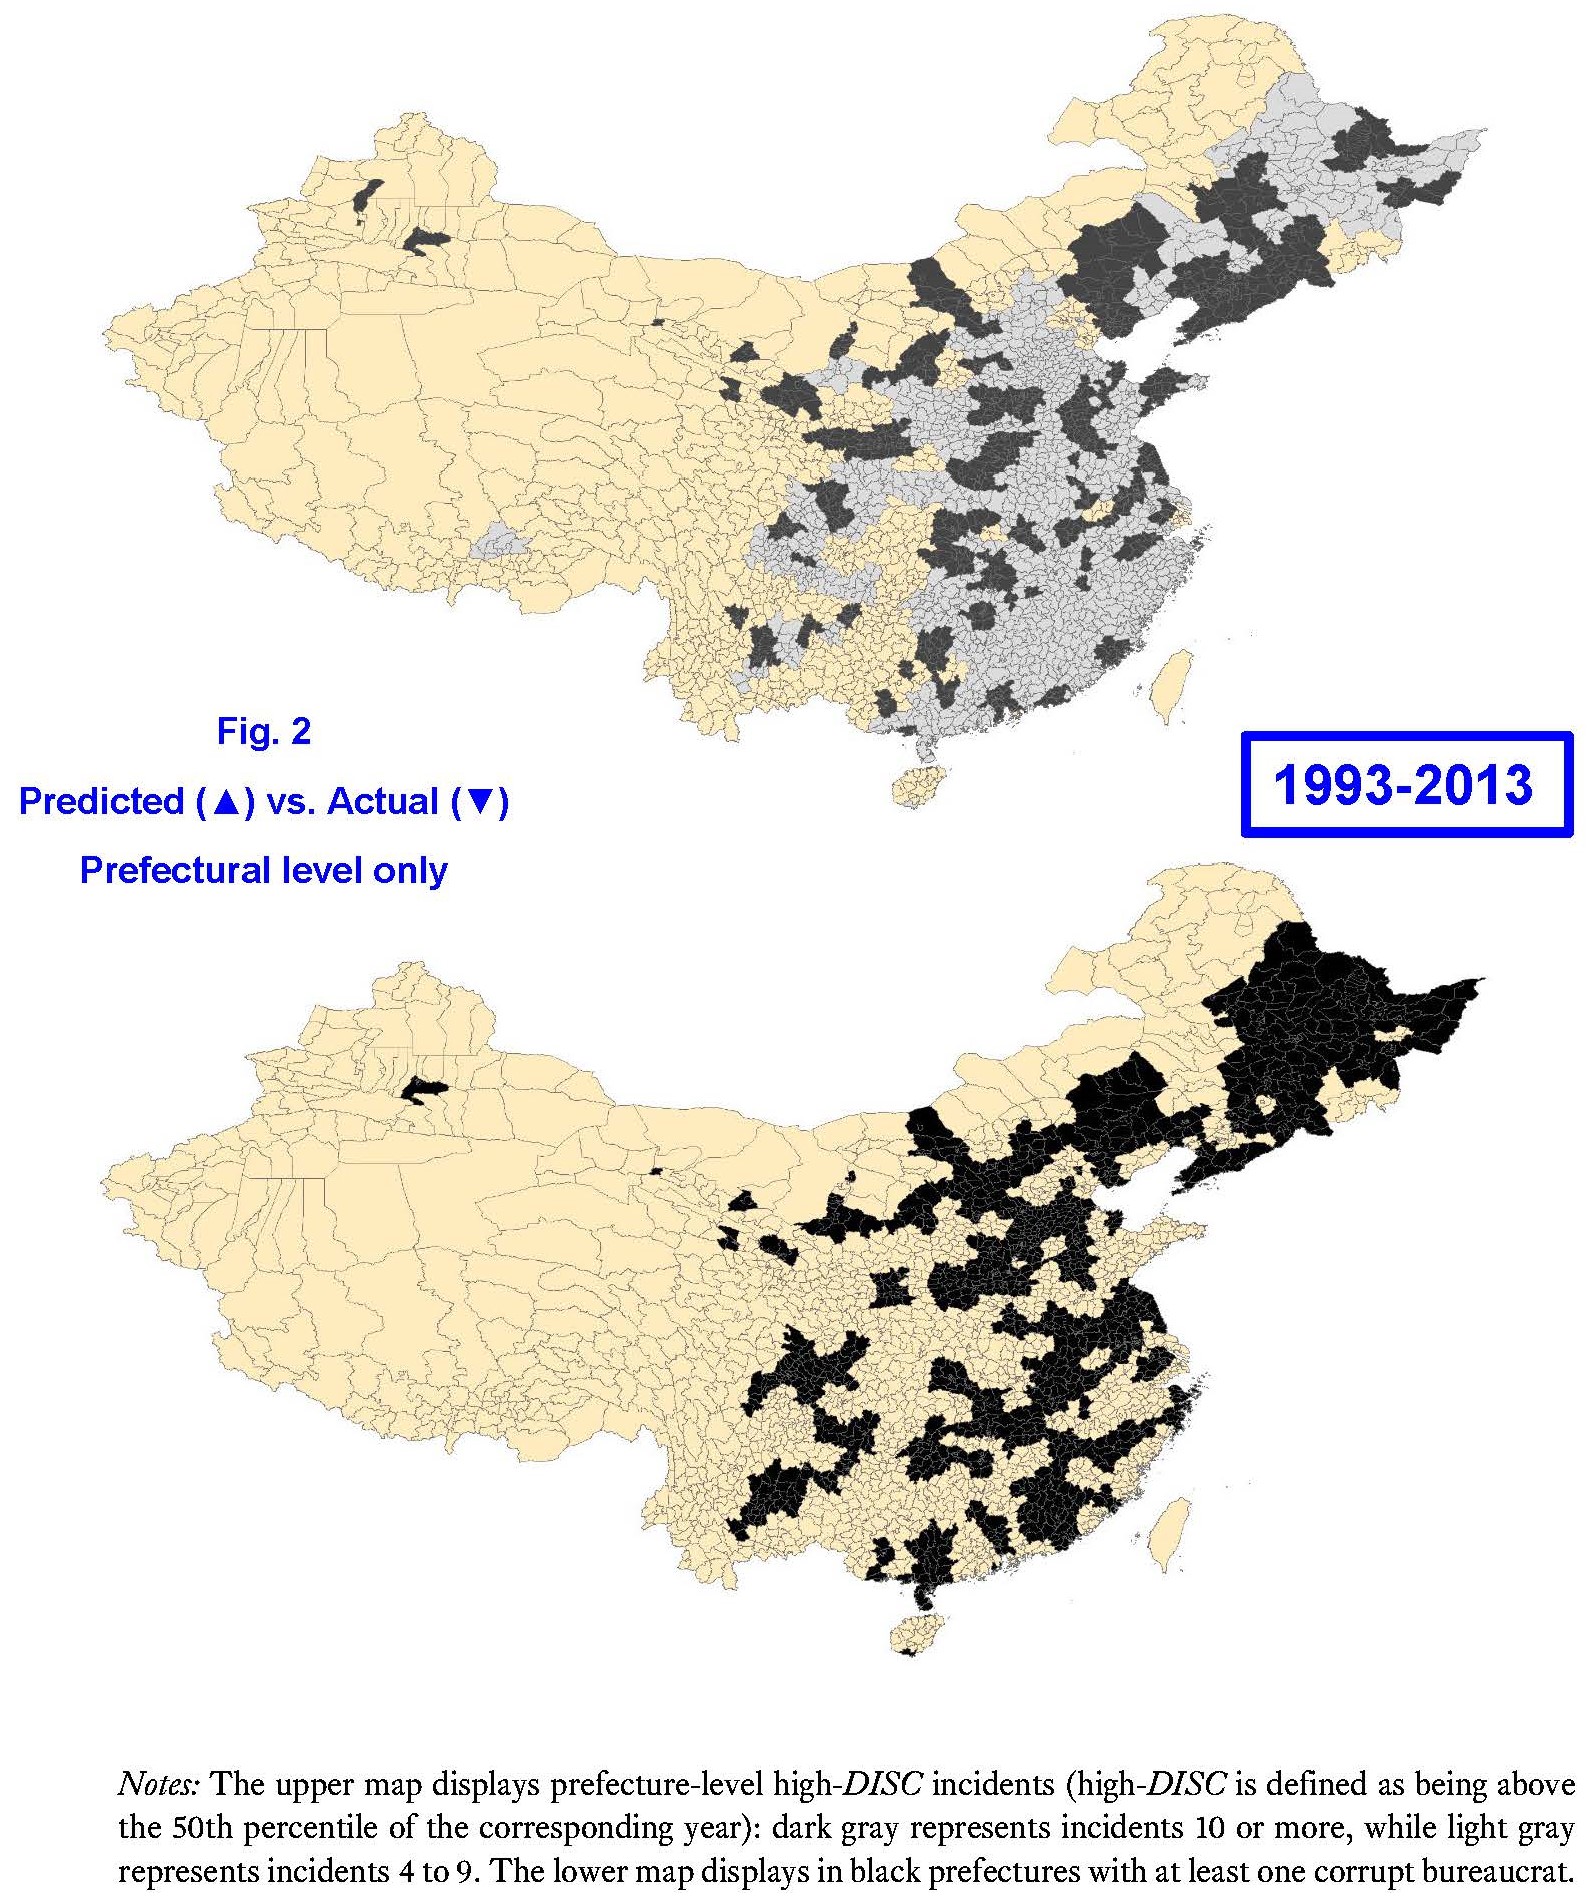 Fig. 2
Predicted (▲) vs. Actual (▼)
Prefectural level only
1993-2013
Notes: The upper map displays prefecture-level high-DISC incidents (high-DISC is defined as being above
the 50th percentile of the corresponding year): dark gray represents incidents 10 or more, while light gray
represents incidents 4 to 9. The lower map displays in black prefectures with at least one corrupt bureaucrat.